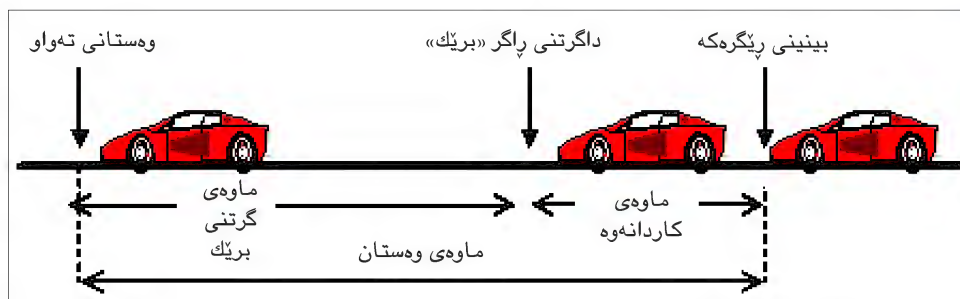 بینینی ڕێگرەکە
داگرتنی ڕاگر «برێك»
وەستانی تەواو
ماوەی
کاردانەوە
ماوەی
گرتنی
برێك
ماوەی وەستان